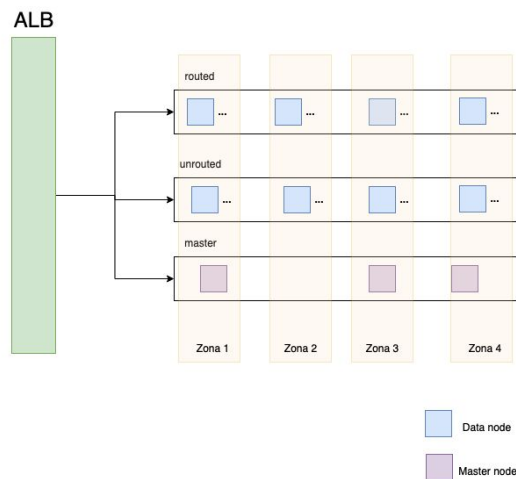 ALB
routed
... ... ... ...
unrouted
... ... ... ...
master
Zona 1 Zona 2 Zona 3 Zona 4
Data node
Master node